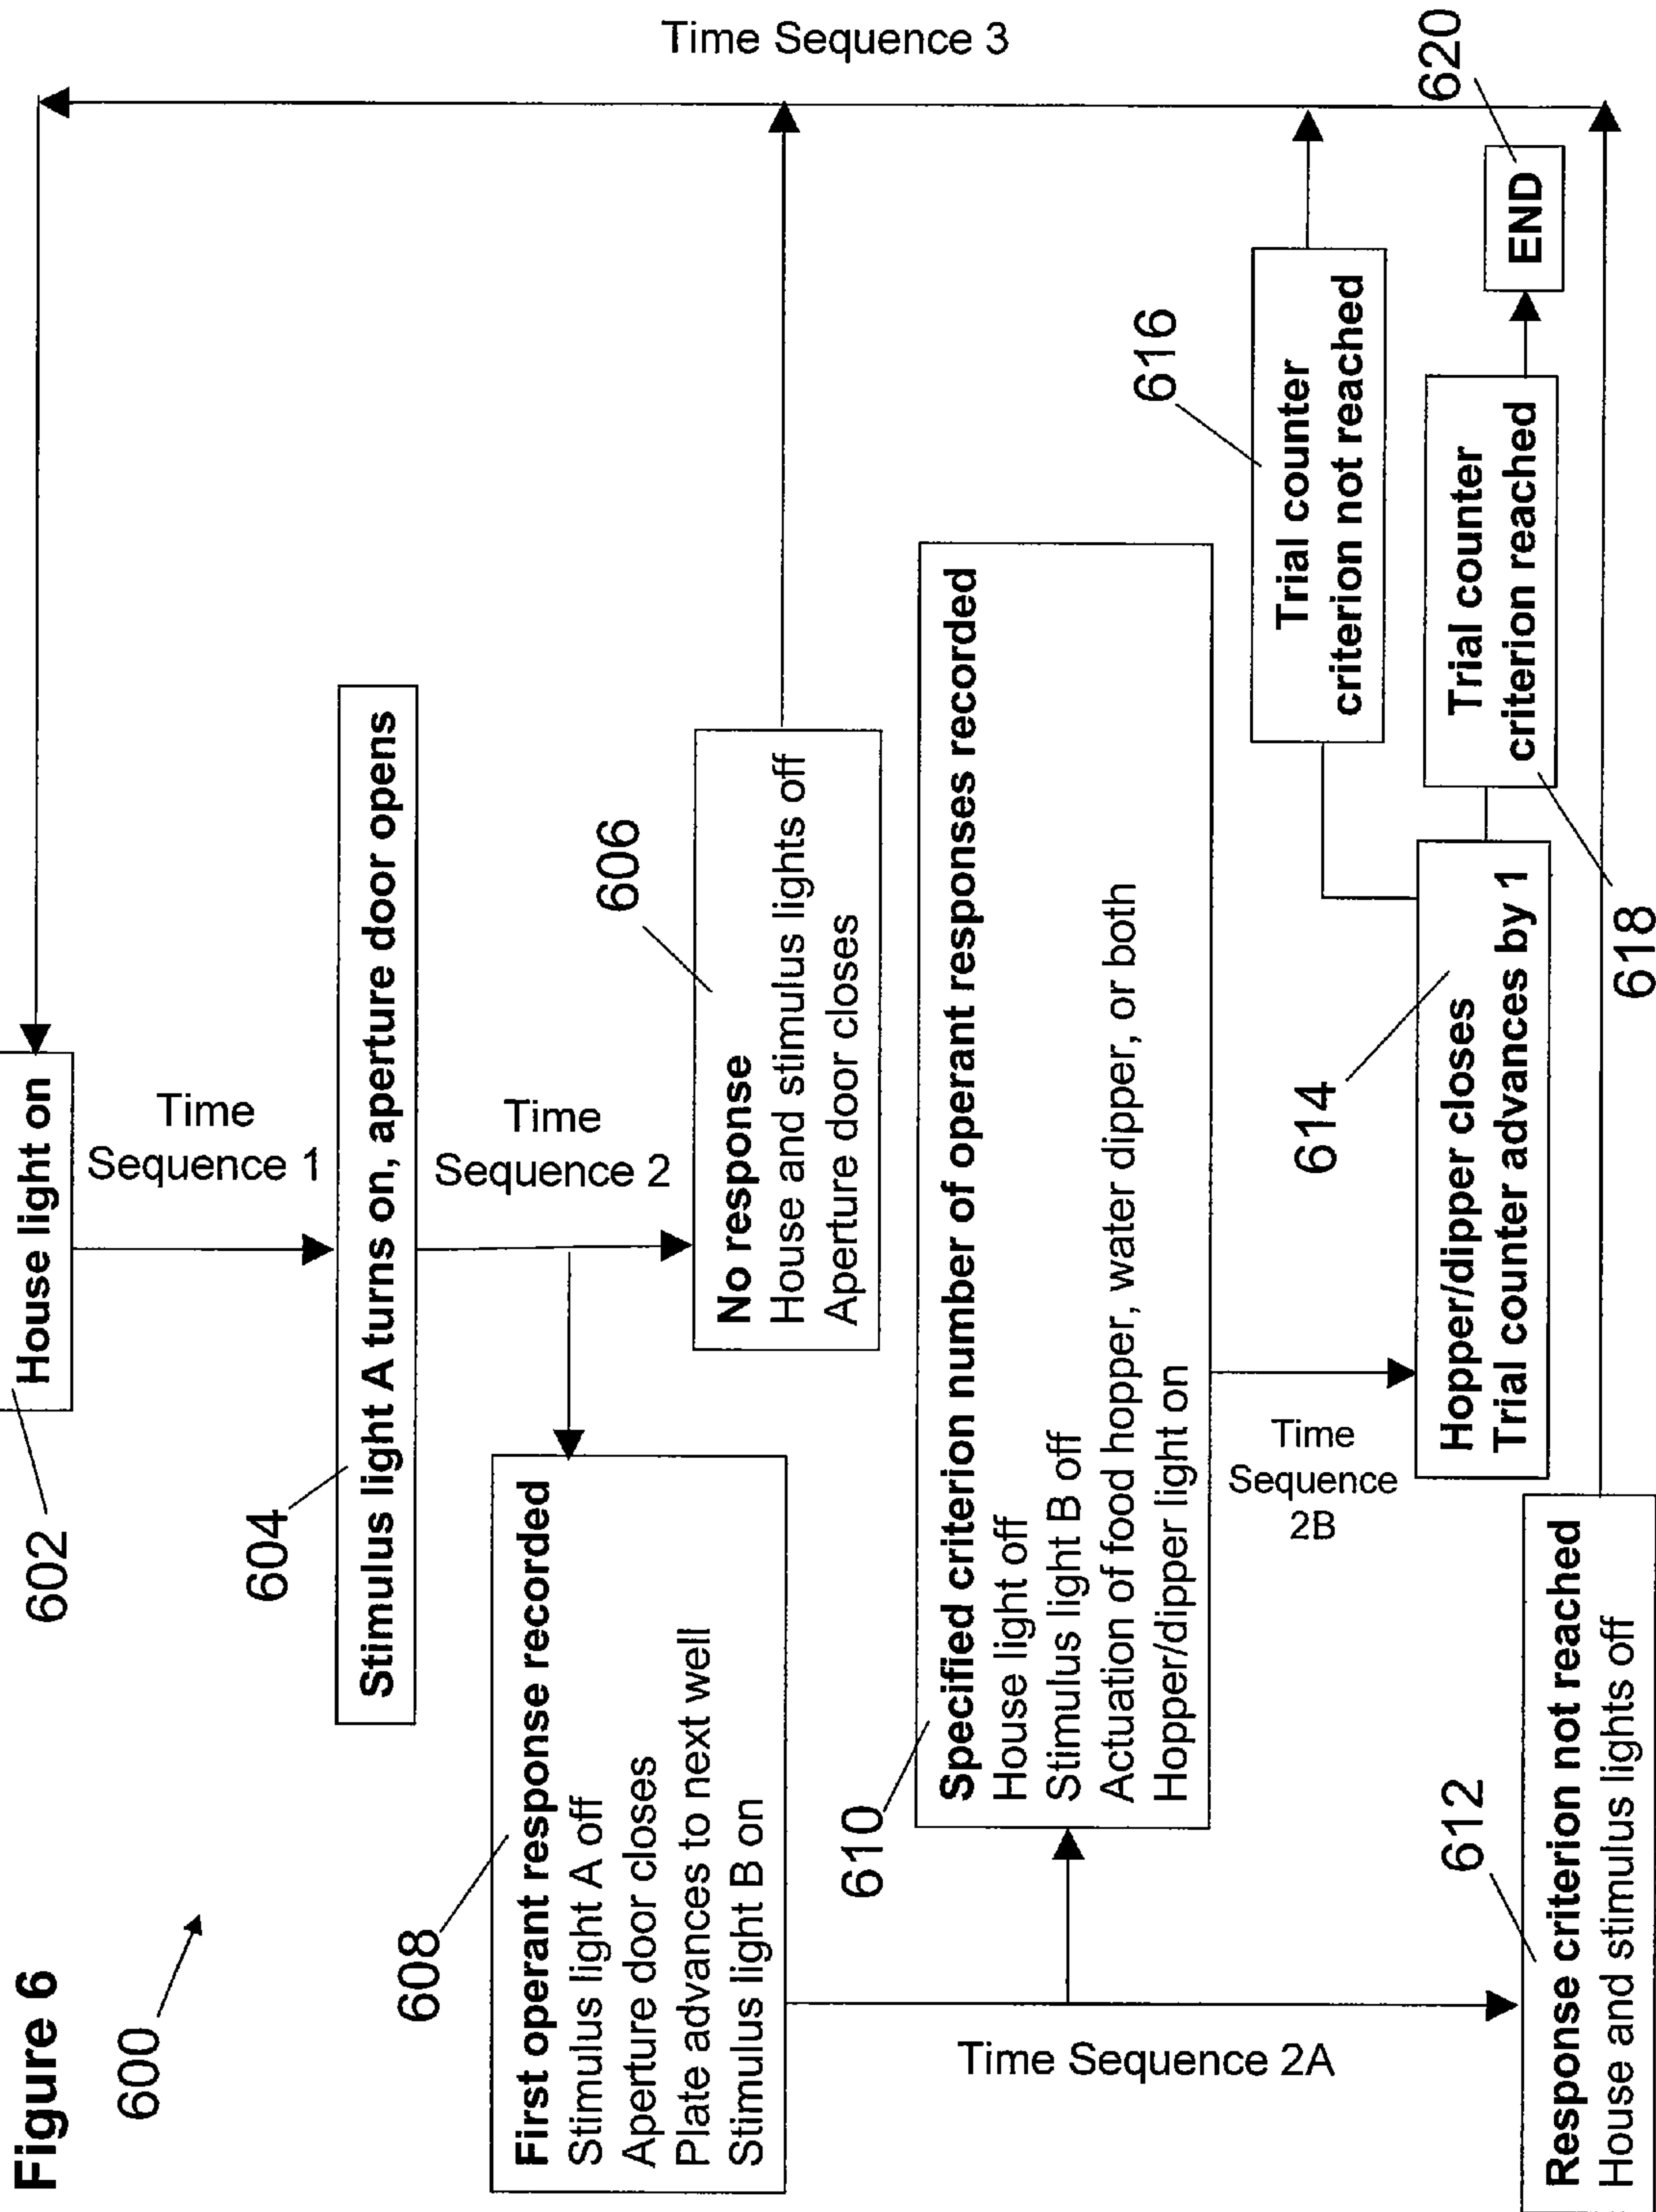 Figure 6
600
602
House light on
Time
Sequence 1
604
Stimulus light A turns on, aperture door opens
Time
Sequence 2
606
No response
House and stimulus lights off
Aperture door closes
608
First operant response recorded
Stimulus light A off
Aperture door closes
Plate advances to next well
Stimulus light B on
Time Sequence 2A
610
Specified criterion number of operant responses recorded
House light off
Stimulus light B off
Actuation of food hopper, water dipper, or both
Hopper/dipper light on
Time
Sequence
2B
612
Response criterion not reached
House and stimulus lights off
614
Hopper/dipper closes
Trial counter advances by 1
616
Trial counter
criterion not reached
618
Trial counter
criterion reached
620
END
Time Sequence 3